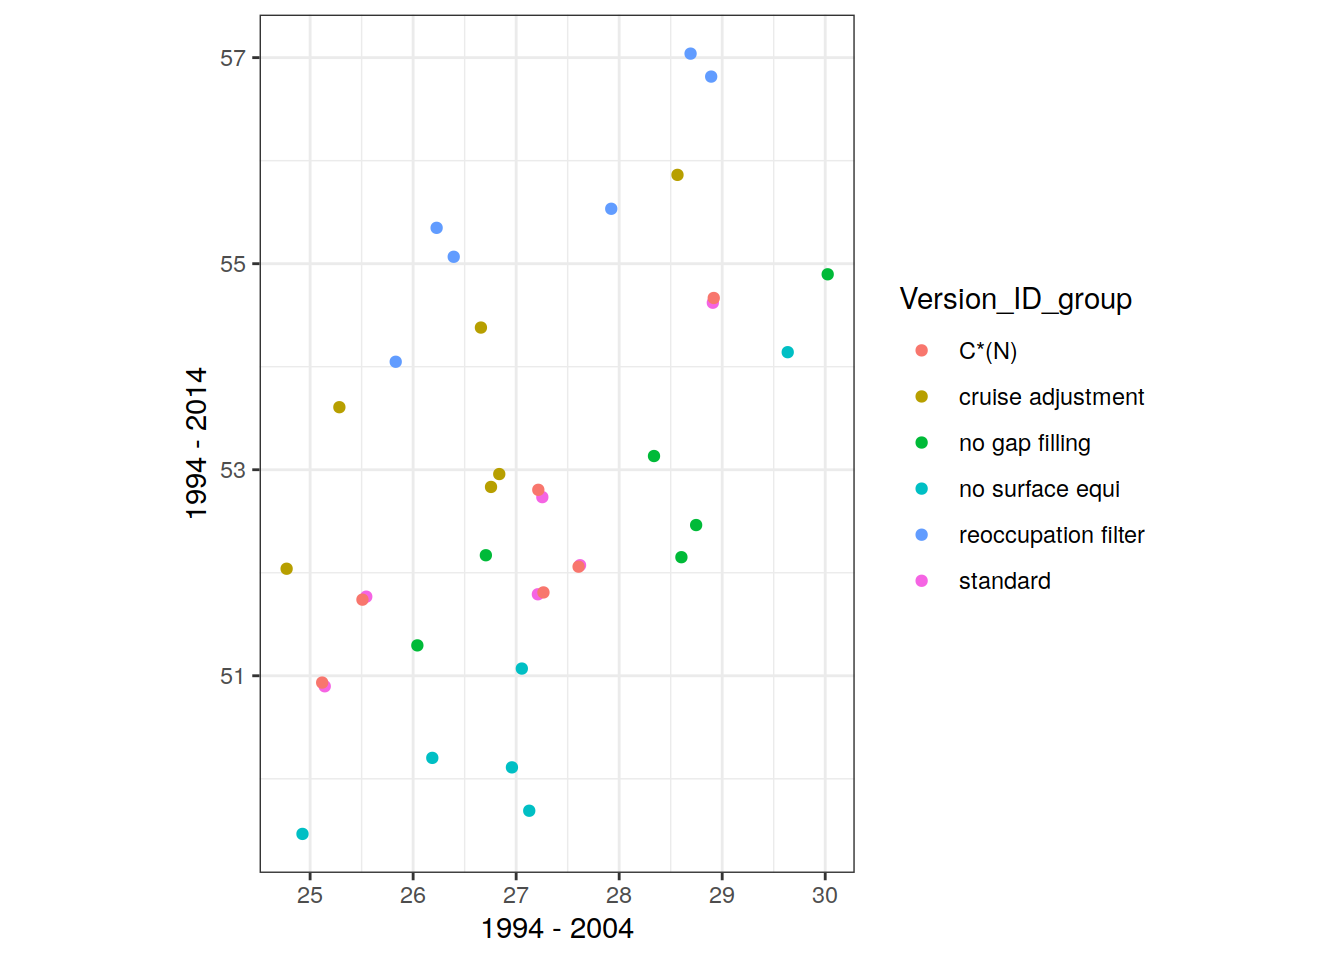 57
55
53
51
1994 - 2014
25 26 27 28 29 30
1994 - 2004
Version_ID_group
C*(N)
cruise adjustment
no gap filling
no surface equi
reoccupation filter
standard